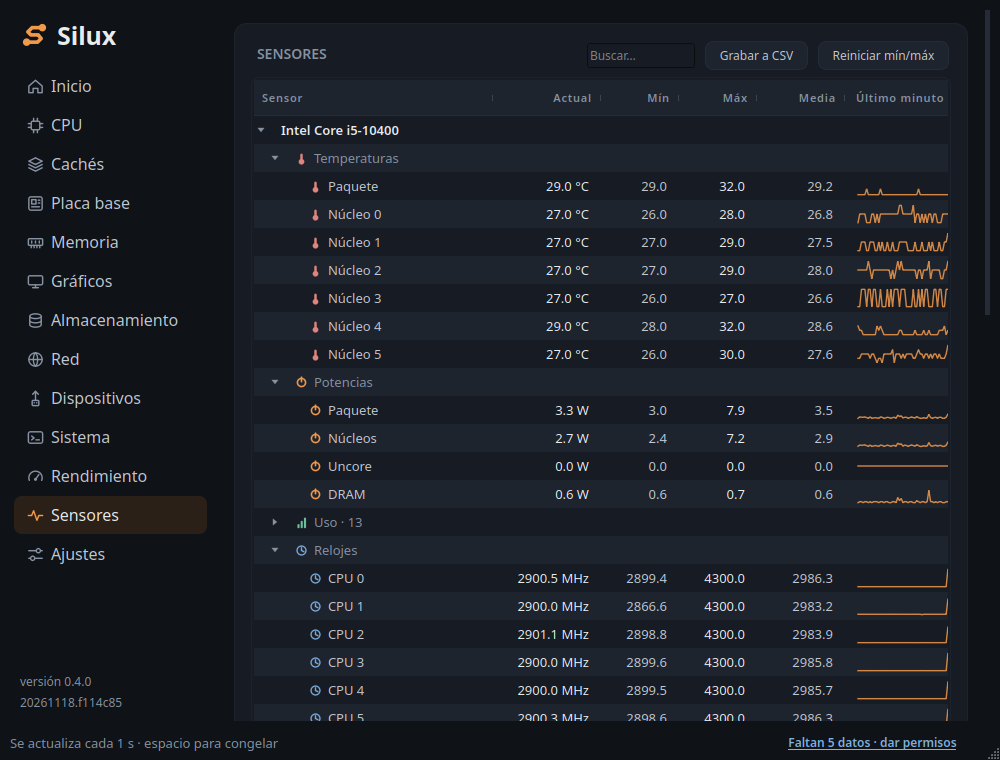 Silux
Inicio
CPU
Cachés
Placa base
Memoria
Gráficos
Almacenamiento
Red
Dispositivos
Sistema
Rendimiento
Sensores
Ajustes
versión 0.4.0
20261118.f114c85
SENSORES Buscar... Grabar a CSV Reiniciar mín/máx
Sensor Actual Mín Máx Media Último minuto
Intel Core i5-10400
Temperaturas
Paquete 29.0 °C 29.0 32.0 29.2
Núcleo 0 27.0 °C 26.0 28.0 26.8
Núcleo 1 27.0 °C 27.0 29.0 27.5
Núcleo 2 27.0 °C 27.0 29.0 28.0
Núcleo 3 27.0 °C 26.0 27.0 26.6
Núcleo 4 29.0 °C 28.0 32.0 28.6
Núcleo 5 27.0 °C 26.0 30.0 27.6
Potencias
Paquete 3.3 W 3.0 7.9 3.5
Núcleos 2.7 W 2.4 7.2 2.9
Uncore 0.0 W 0.0 0.0 0.0
DRAM 0.6 W 0.6 0.7 0.6
Uso · 13
Relojes
CPU 0 2900.5 MHz 2899.4 4300.0 2986.3
CPU 1 2900.0 MHz 2866.6 4300.0 2983.2
CPU 2 2901.1 MHz 2898.8 4300.0 2983.9
CPU 3 2900.0 MHz 2899.6 4300.0 2985.8
CPU 4 2900.0 MHz 2899.5 4300.0 2985.7
CPU 5 2900.3 MHz 2898.6 4300.0 2986.3
Se actualiza cada 1 s · espacio para congelar
Faltan 5 datos · dar permisos